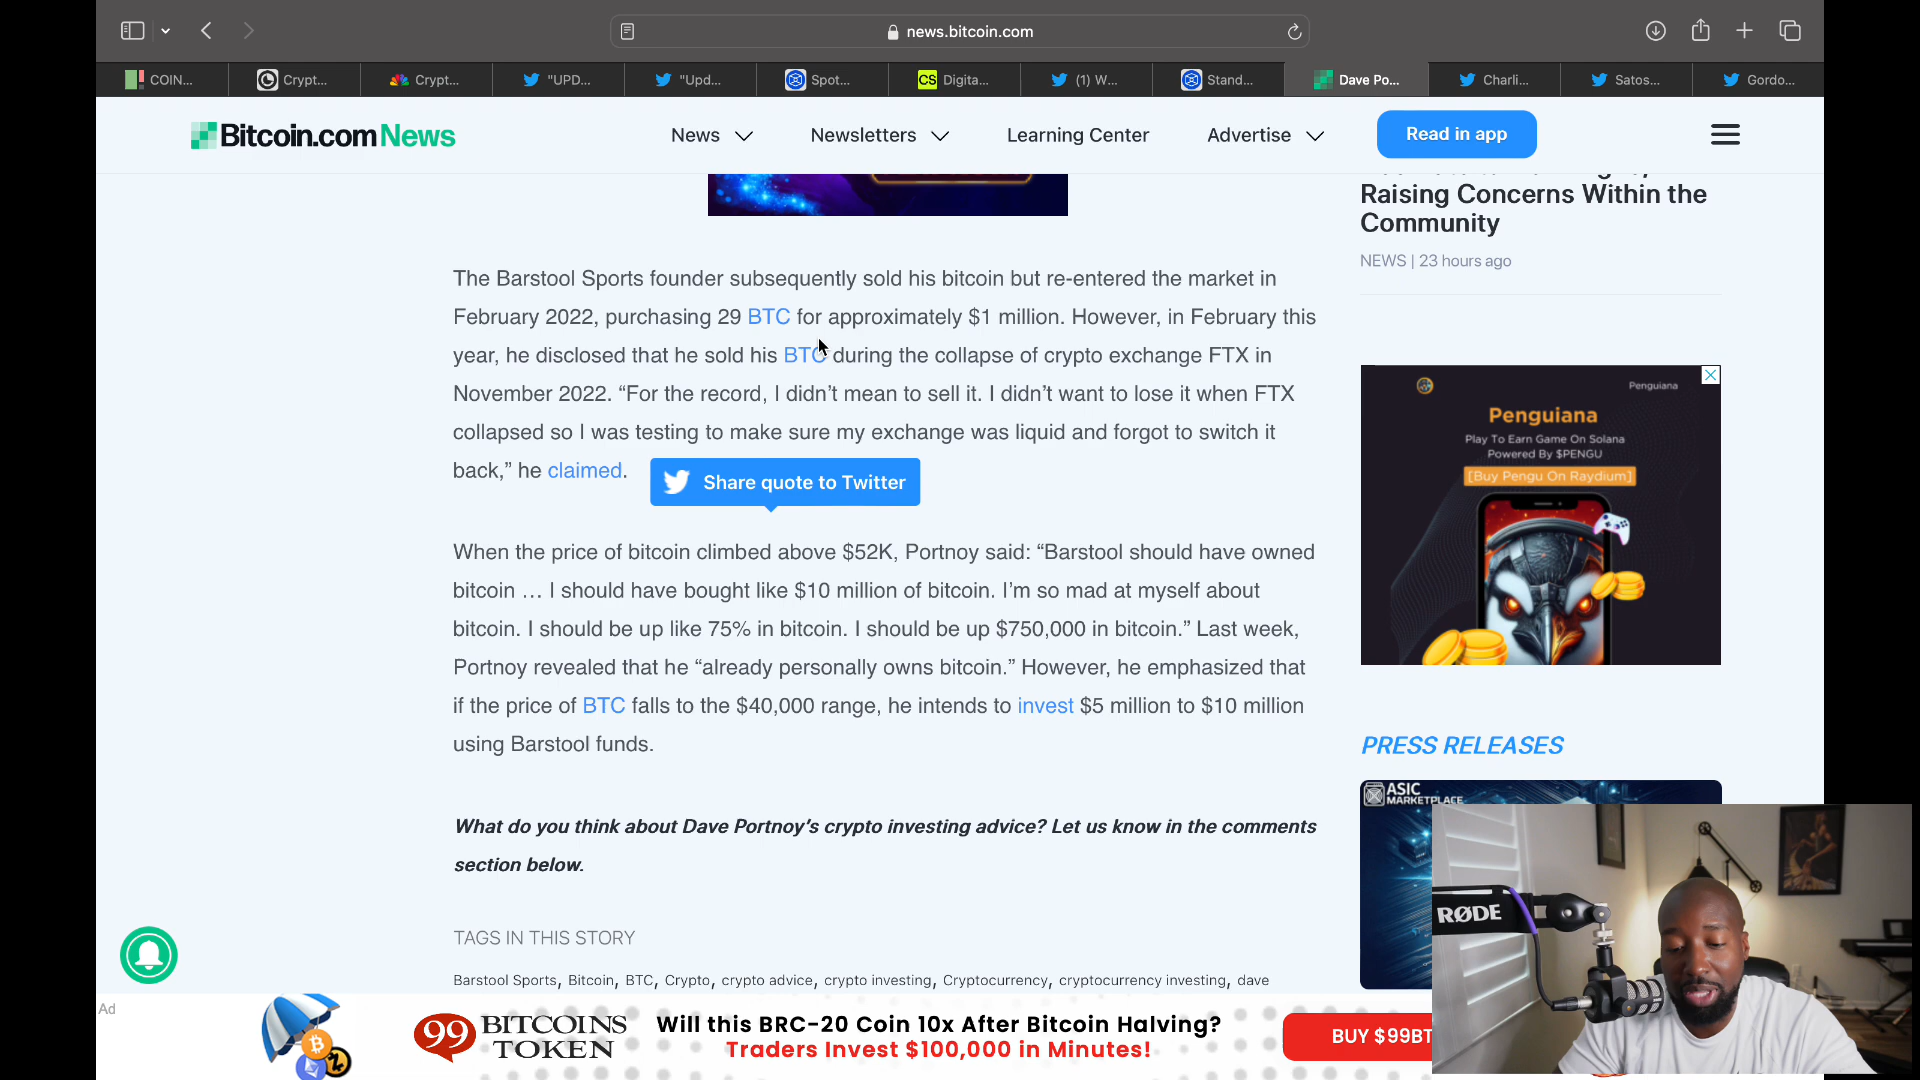 news.bitcoin.com
COIN...
Crypt...
Crypt...
"UPD...
"Upd...
Spot...
CS Digita...
(1) W...
Stand...
Dave Po...
Charli...
Satos...
Gordo...
Bitcoin.com News
News
Newsletters
Learning Center
Advertise
Read in app
Raising Concerns Within the
Community
NEWS | 23 hours ago
The Barstool Sports founder subsequently sold his bitcoin but re-entered the market in
February 2022, purchasing 29 BTC for approximately $1 million. However, in February this
year, he disclosed that he sold his BTC during the collapse of crypto exchange FTX in
November 2022. “For the record, I didn’t mean to sell it. I didn’t want to lose it when FTX
collapsed so I was testing to make sure my exchange was liquid and forgot to switch it
back,” he claimed.
Share quote to Twitter
When the price of bitcoin climbed above $52K, Portnoy said: “Barstool should have owned
bitcoin … I should have bought like $10 million of bitcoin. I’m so mad at myself about
bitcoin. I should be up like 75% in bitcoin. I should be up $750,000 in bitcoin.” Last week,
Portnoy revealed that he “already personally owns bitcoin.” However, he emphasized that
if the price of BTC falls to the $40,000 range, he intends to invest $5 million to $10 million
using Barstool funds.
What do you think about Dave Portnoy’s crypto investing advice? Let us know in the comments
section below.
TAGS IN THIS STORY
Barstool Sports, Bitcoin, BTC, Crypto, crypto advice, crypto investing, Cryptocurrency, cryptocurrency investing, dave
Penguiana
Penguiana
Play To Earn Game On Solana
Powered By $PENGU
[Buy Pengu On Raydium]
PRESS RELEASES
ASIC
MARKETPLACE
RØDE
Ad
99 BITCOINS
TOKEN
Will this BRC-20 Coin 10x After Bitcoin Halving?
Traders Invest $100,000 in Minutes!
BUY $99BT